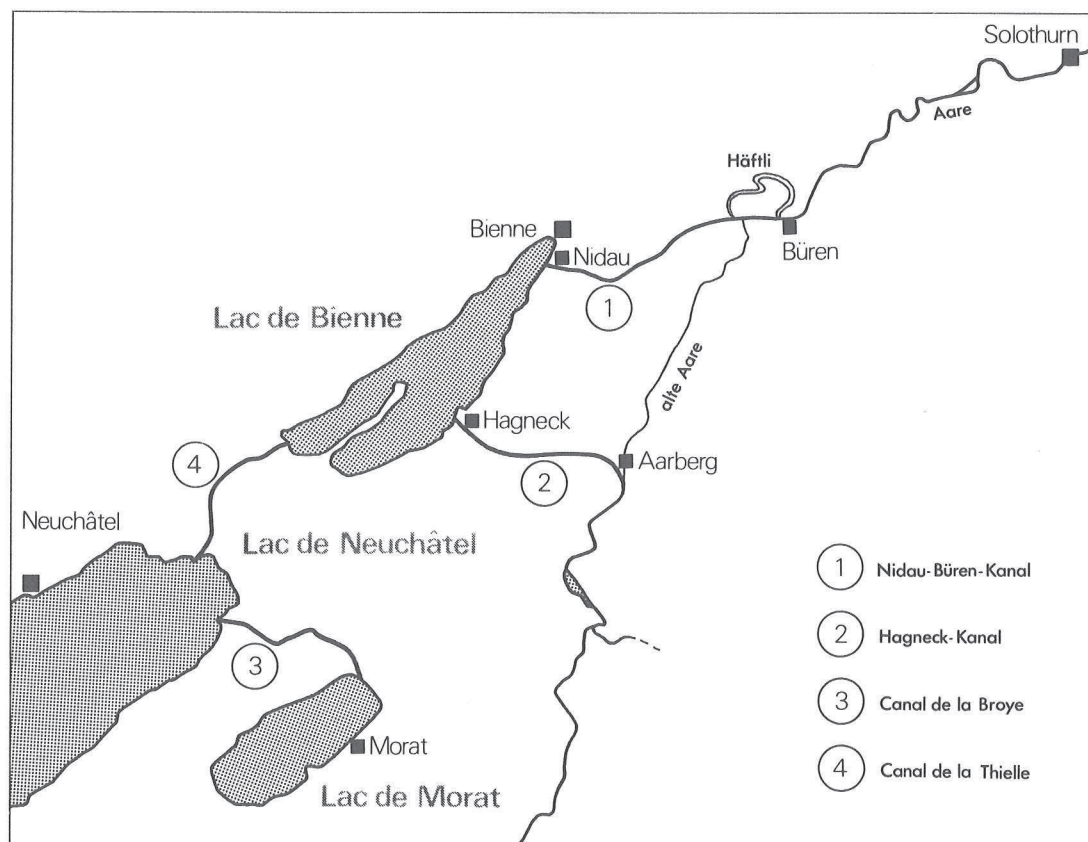 Solothurn
Aare
Häftli
Bienne
Nidau
Büren
1
Lac de Bienne
alte Aare
Hagneck
Aarberg
4
2
Neuchâtel
Lac de Neuchâtel
3
Morat
Lac de Morat
1 Nidau-Büren-Kanal
2 Hagneck-Kanal
3 Canal de la Broye
4 Canal de la Thielle